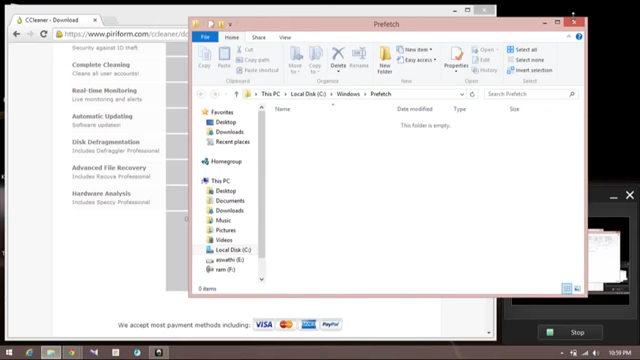 CCleaner - Download
https://www.piriform.com/ccleaner/do
Security against ID theft
Complete Cleaning
Cleans all user accounts:
Real-time Monitoring
Live monitoring and alerts
Automatic Updating
Software updates:
Disk Defragmentation
Includes Defraggler Professional
Advanced File Recovery
Includes Recuva Professional
Hardware Analysis
Includes Speccy Professional
We accept most payment methods including:
VISA
PayPal
Prefetch
File
Home
Share
View
Copy
Paste
Cut
Clipboard
Move to
Copy to
Delete
Rename
Organize
New folder
New item
Easy access
New
Properties
Open
Edit
Open
Select all
Select none
Invert selection
Select
This PC
Local Disk (C:)
Windows
Prefetch
Search Prefetch
Favorites
Desktop
Downloads
Recent places
Homegroup
This PC
Desktop
Documents
Downloads
Music
Pictures
Videos
Local Disk (C:)
aswathi (E:)
ram (F:)
Name
Date modified
Type
Size
This folder is empty.
0 items
Stop
10:59 PM